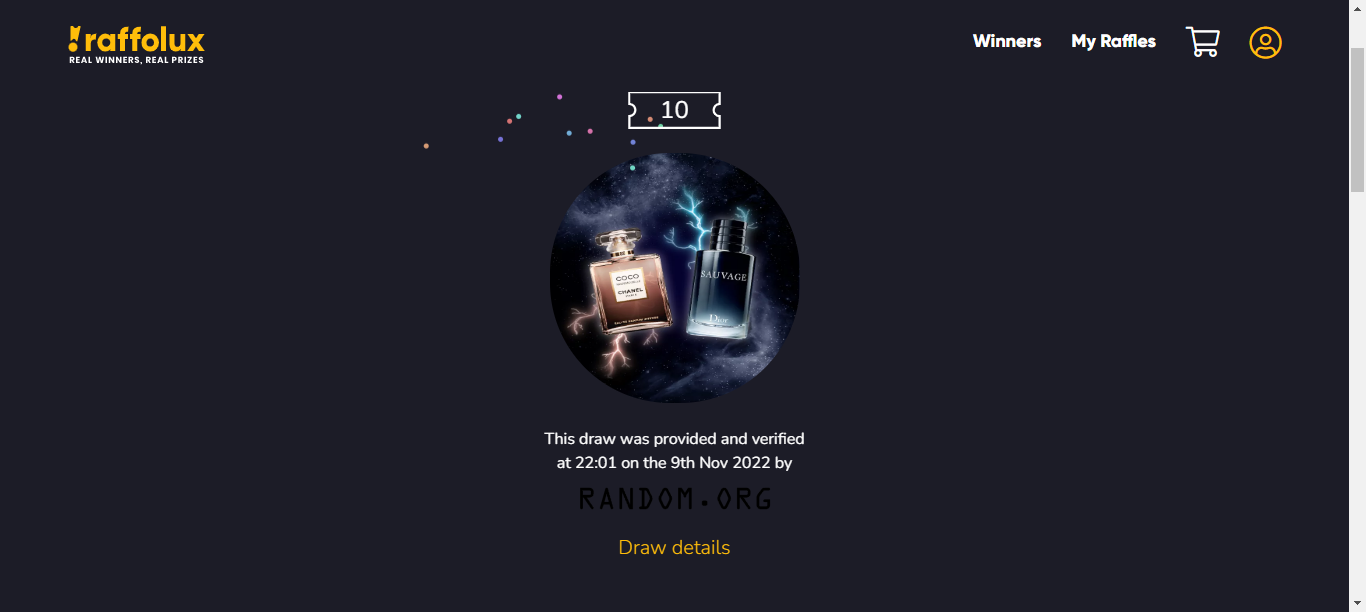 raffolux
REAL WINNERS, REAL PRIZES
Winners
My Raffles
10
COCO
CHANEL
SAUVAGE
Dior
This draw was provided and verified
at 22:01 on the 9th Nov 2022 by
RANDOM.ORG
Draw details